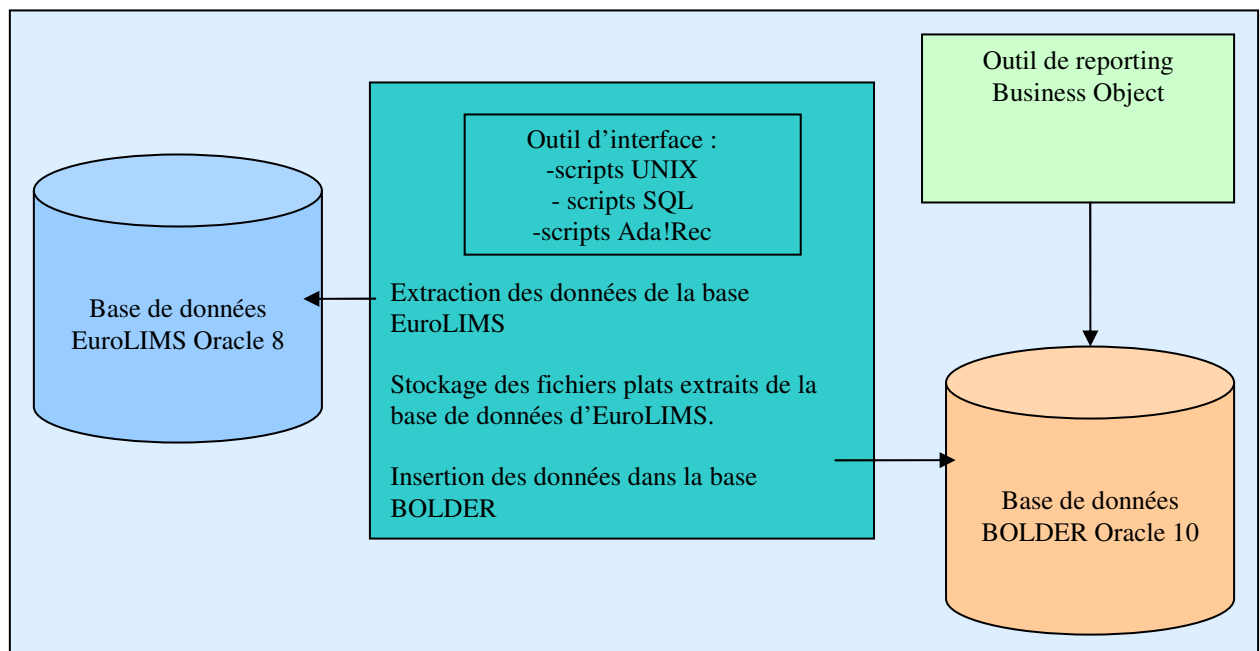 Outil de reporting
Business Object
Outil d’interface :
-scripts UNIX
- scripts SQL
-scripts Ada!Rec
Base de données
EuroLIMS Oracle 8
Extraction des données de la base
EuroLIMS
Stockage des fichiers plats extraits de la
base de données d’EuroLIMS.
Insertion des données dans la base
BOLDER
Base de données
BOLDER Oracle 10